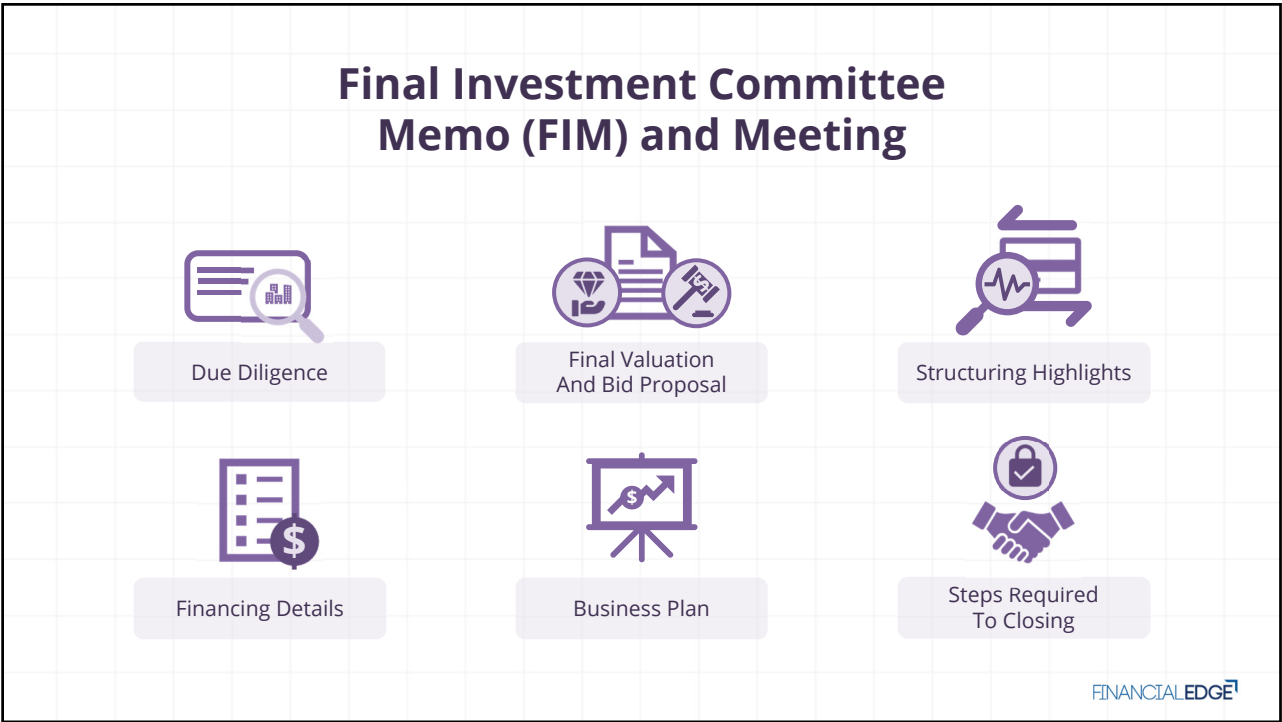 Final Investment Committee
Memo (FIM) and Meeting
Due Diligence
Final Valuation
And Bid Proposal
Structuring Highlights
$
Financing Details
$
Business Plan
Steps Required
To Closing
FINANCIALEDGE